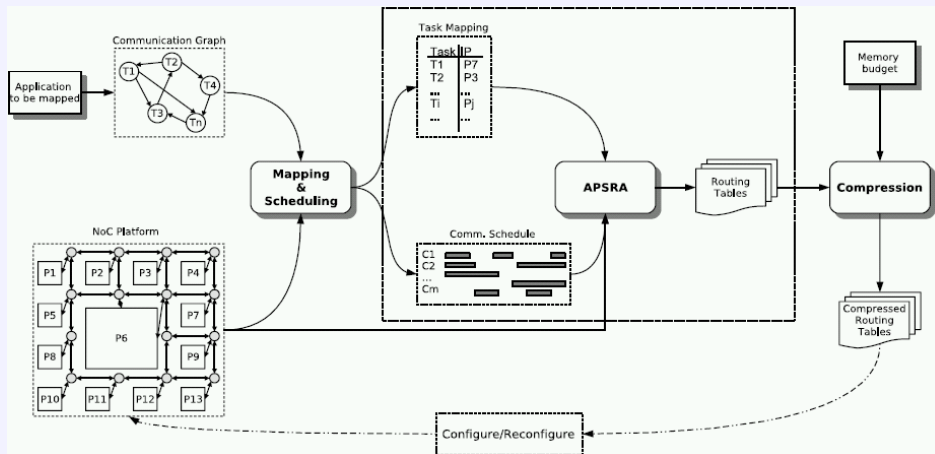 Communication Graph
Application
to be mapped
T1
T2
T3
T4
Tn
Mapping
&
Scheduling
NoC Platform
P1
P2
P3
P4
P5
P6
P7
P8
P9
P10
P11
P12
P13
Task Mapping
Task IP
T1 P7
T2 P3
... ...
Ti Pj
... ...
Comm. Schedule
C1
C2
...
Cm
APSRA
Routing
Tables
Memory
budget
Compression
Compressed
Routing
Tables
Configure/Reconfigure